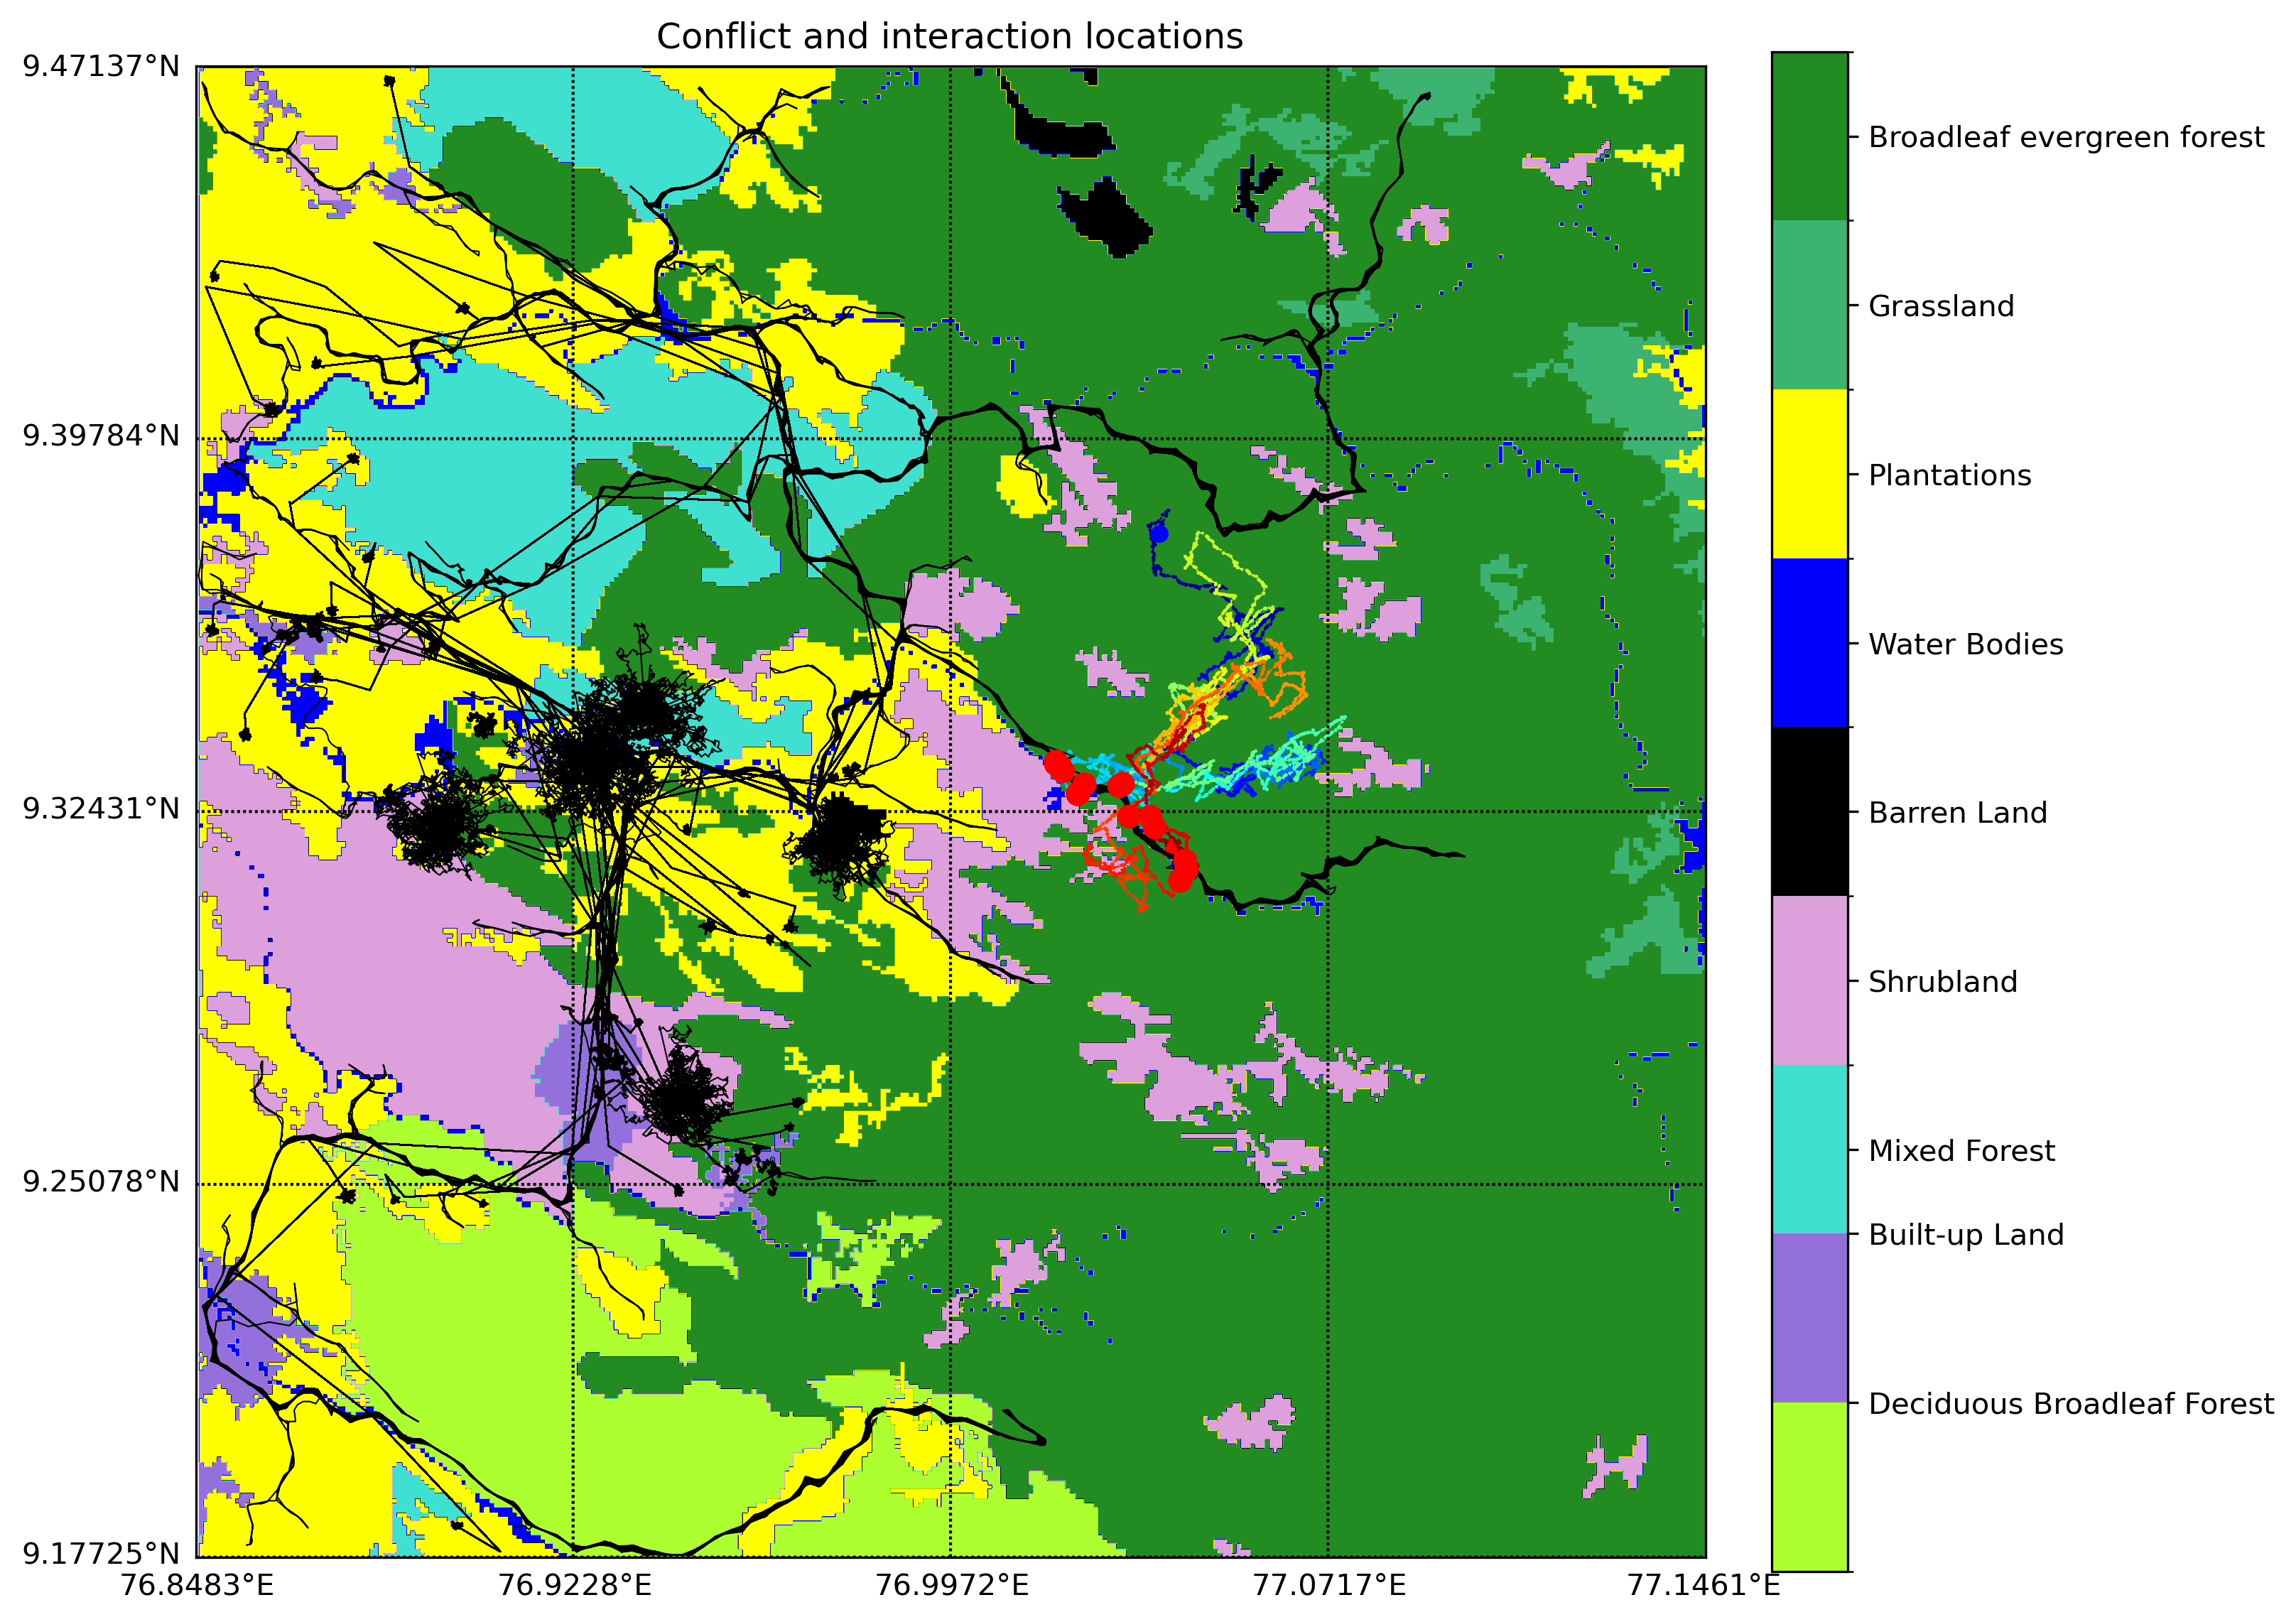 Conflict and interaction locations
9.47137°N
9.39784°N
9.32431°N
9.25078°N
9.17725°N
76.8483°E
76.9228°E
76.9972°E
77.0717°E
77.1461°E
Broadleaf evergreen forest
Grassland
Plantations
Water Bodies
Barren Land
Shrubland
Mixed Forest
Built-up Land
Deciduous Broadleaf Forest